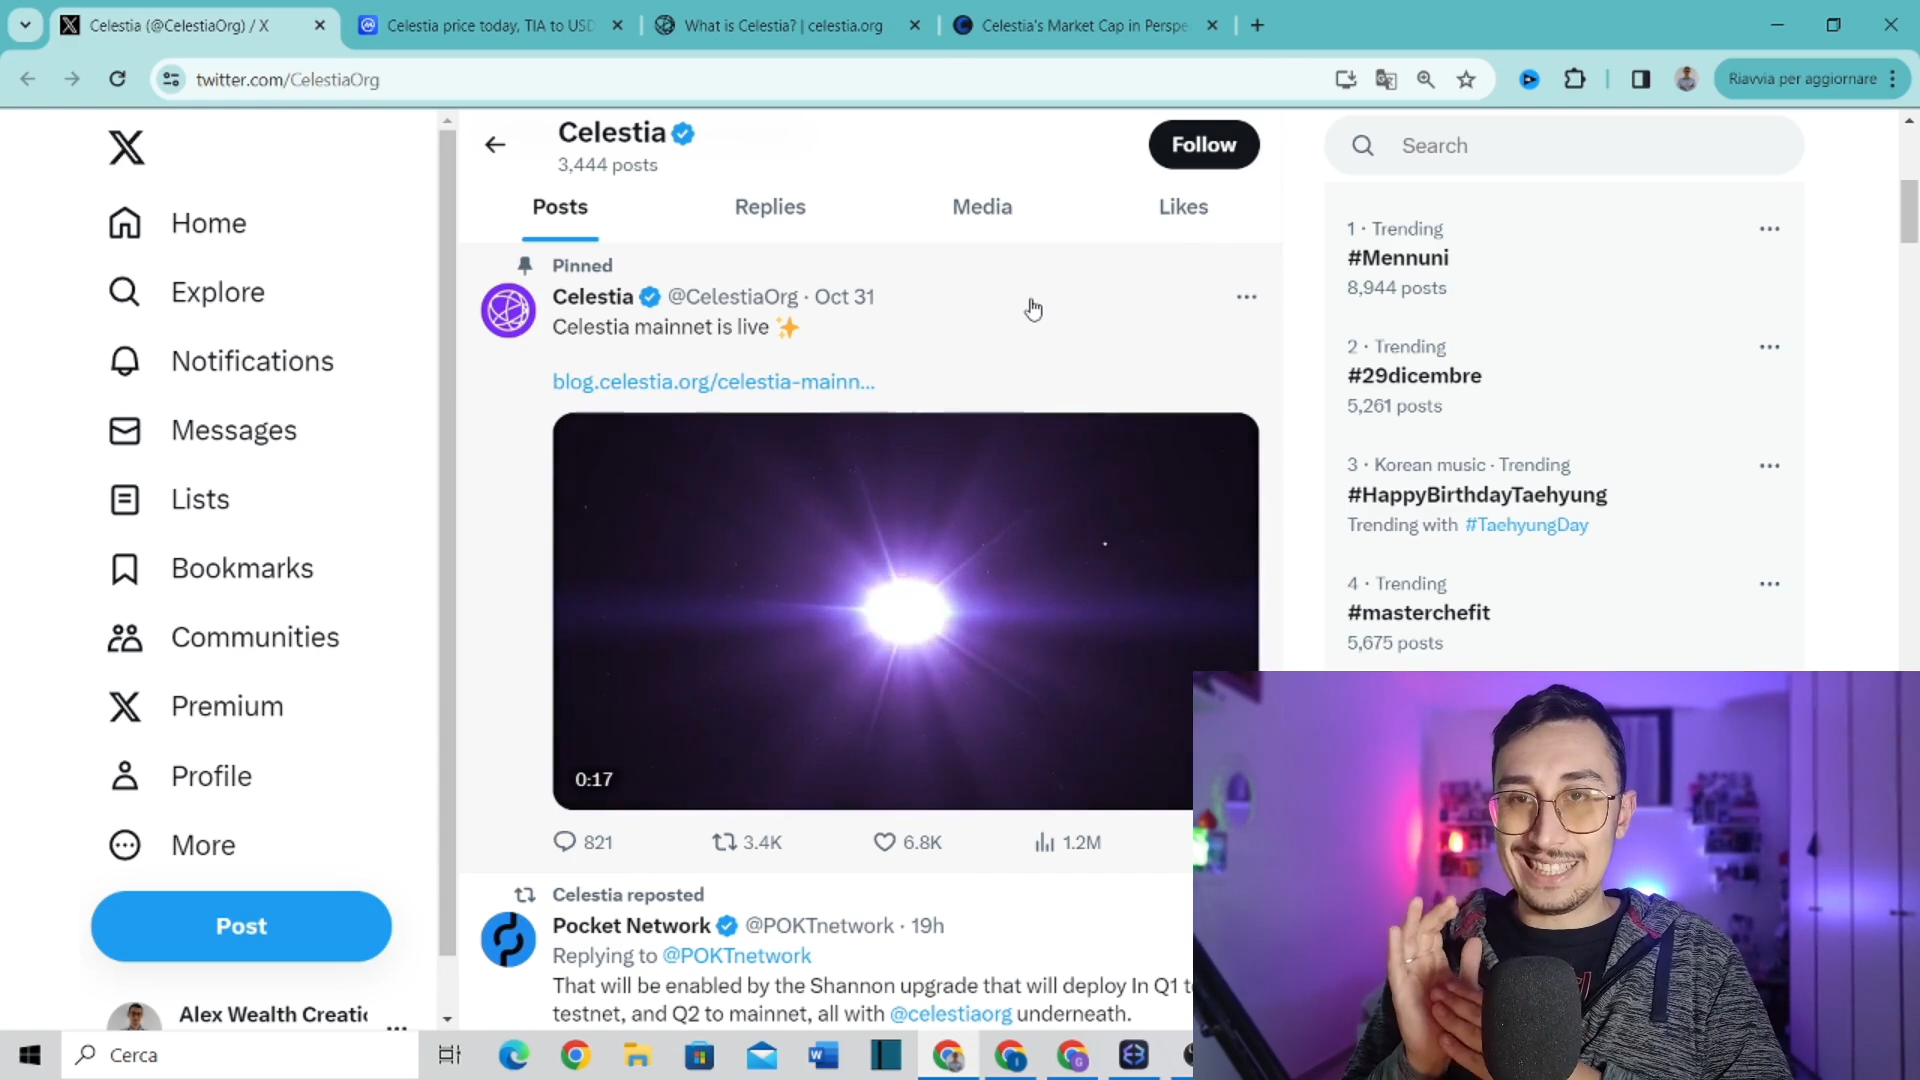 Celestia (@CelestiaOrg) / X
Celestia price today, TIA to USD
What is Celestia? | celestia.org
Celestia's Market Cap in Perspe
twitter.com/CelestiaOrg
Riavvia per aggiornare
Home
Explore
Notifications
Messages
Lists
Bookmarks
Communities
Premium
Profile
More
Post
Alex Wealth Creatic
Celestia
3,444 posts
Follow
Posts
Replies
Media
Likes
Pinned
Celestia @CelestiaOrg · Oct 31
Celestia mainnet is live ✨
blog.celestia.org/celestia-mainn...
0:17
821
3.4K
6.8K
1.2M
Celestia reposted
Pocket Network @POKTnetwork · 19h
Replying to @POKTnetwork
That will be enabled by the Shannon upgrade that will deploy In Q1 t
testnet, and Q2 to mainnet, all with @celestiaorg underneath.
Search
1 · Trending
#Mennuni
8,944 posts
2 · Trending
#29dicembre
5,261 posts
3 · Korean music · Trending
#HappyBirthdayTaehyung
Trending with #TaehyungDay
4 · Trending
#masterchefit
5,675 posts
Cerca